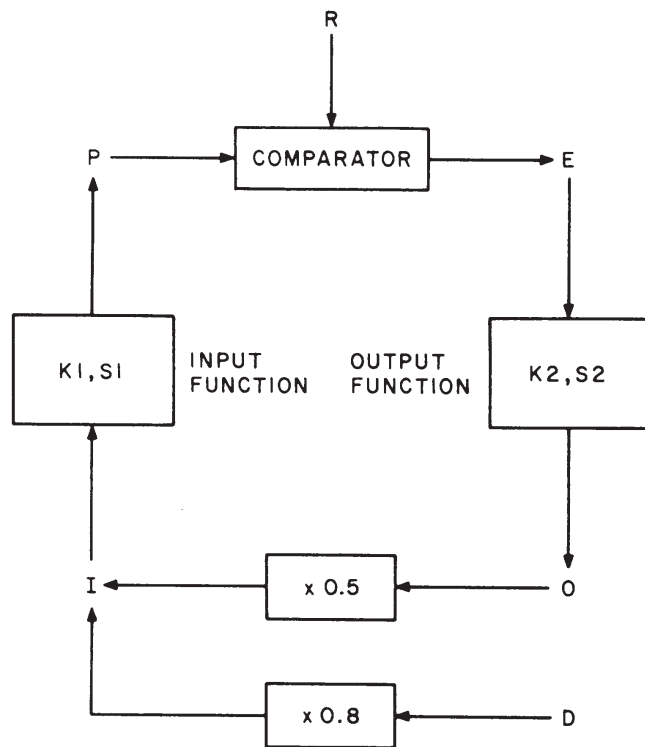 R
P
COMPARATOR
E
K1,S1
INPUT
FUNCTION
OUTPUT
FUNCTION
K2,S2
I
x 0.5
O
x 0.8
D